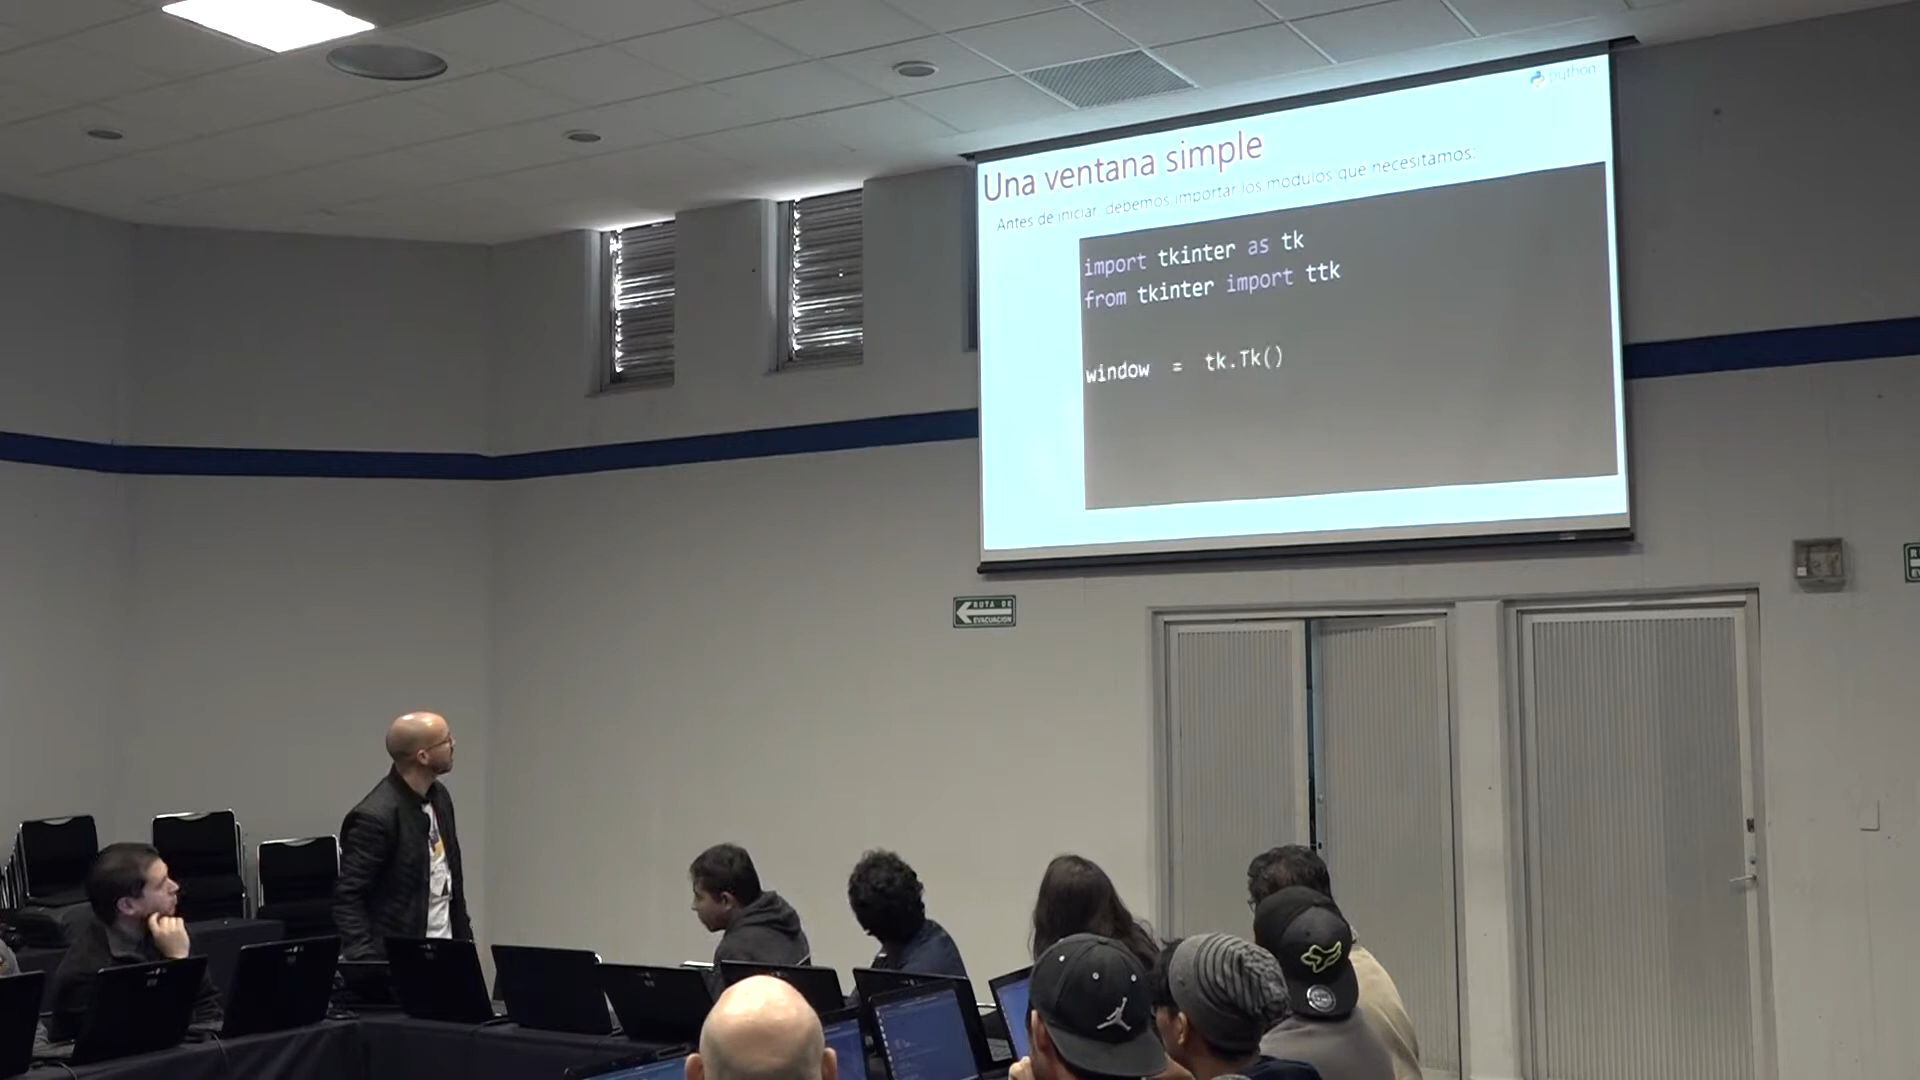 python
Una ventana simple
Antes de iniciar, debemos importar los modulos que necesitamos:
import tkinter as tk
from tkinter import ttk
window = tk.Tk()
RUTA DE
EVACUACION